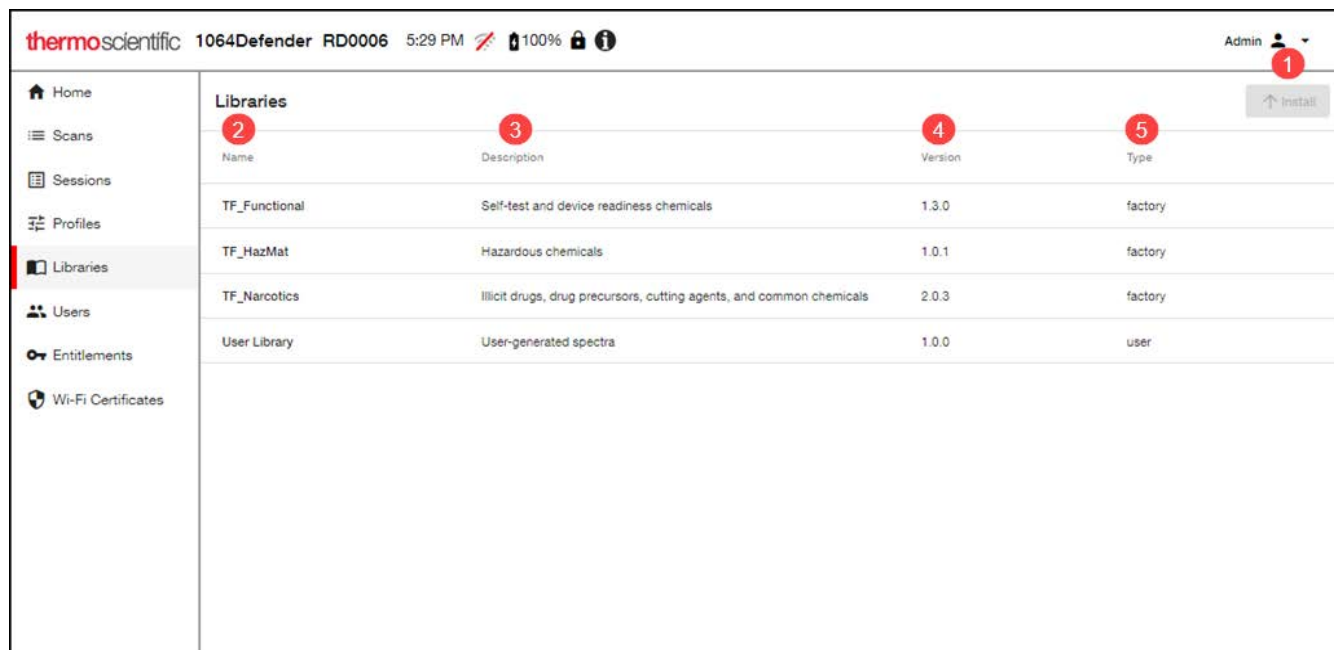 thermoscientific 1064Defender RD0006 5:29 PM 100% Admin
1
Home
Scans
Sessions
Profiles
Libraries
Users
Entitlements
Wi-Fi Certificates
Libraries Install
2 3 4 5
Name Description Version Type
TF_Functional Self-test and device readiness chemicals 1.3.0 factory
TF_HazMat Hazardous chemicals 1.0.1 factory
TF_Narcotics Illicit drugs, drug precursors, cutting agents, and common chemicals 2.0.3 factory
User Library User-generated spectra 1.0.0 user